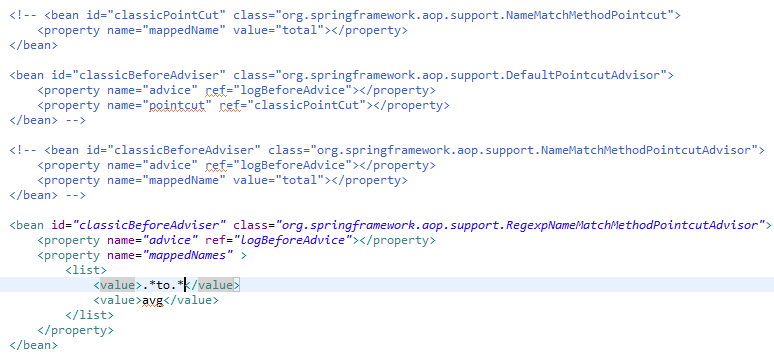 <!-- <bean id="classicPointCut" class="org.springframework.aop.support.NameMatchMethodPointcut">
    <property name="mappedName" value="total"></property>
</bean>
<bean id="classicBeforeAdviser" class="org.springframework.aop.support.DefaultPointcutAdvisor">
    <property name="advice" ref="logBeforeAdvice"></property>
    <property name="pointcut" ref="classicPointCut"></property>
</bean> -->
<!-- <bean id="classicBeforeAdviser" class="org.springframework.aop.support.NameMatchMethodPointcutAdvisor">
    <property name="advice" ref="logBeforeAdvice"></property>
    <property name="mappedName" value="total"></property>
</bean> -->
<bean id="classicBeforeAdviser" class="org.springframework.aop.support.RegexpNameMatchMethodPointcutAdvisor">
    <property name="advice" ref="logBeforeAdvice"></property>
    <property name="mappedNames" >
        <list>
            <value>.*to.*</value>
            <value>avg</value>
        </list>
    </property>
</bean>